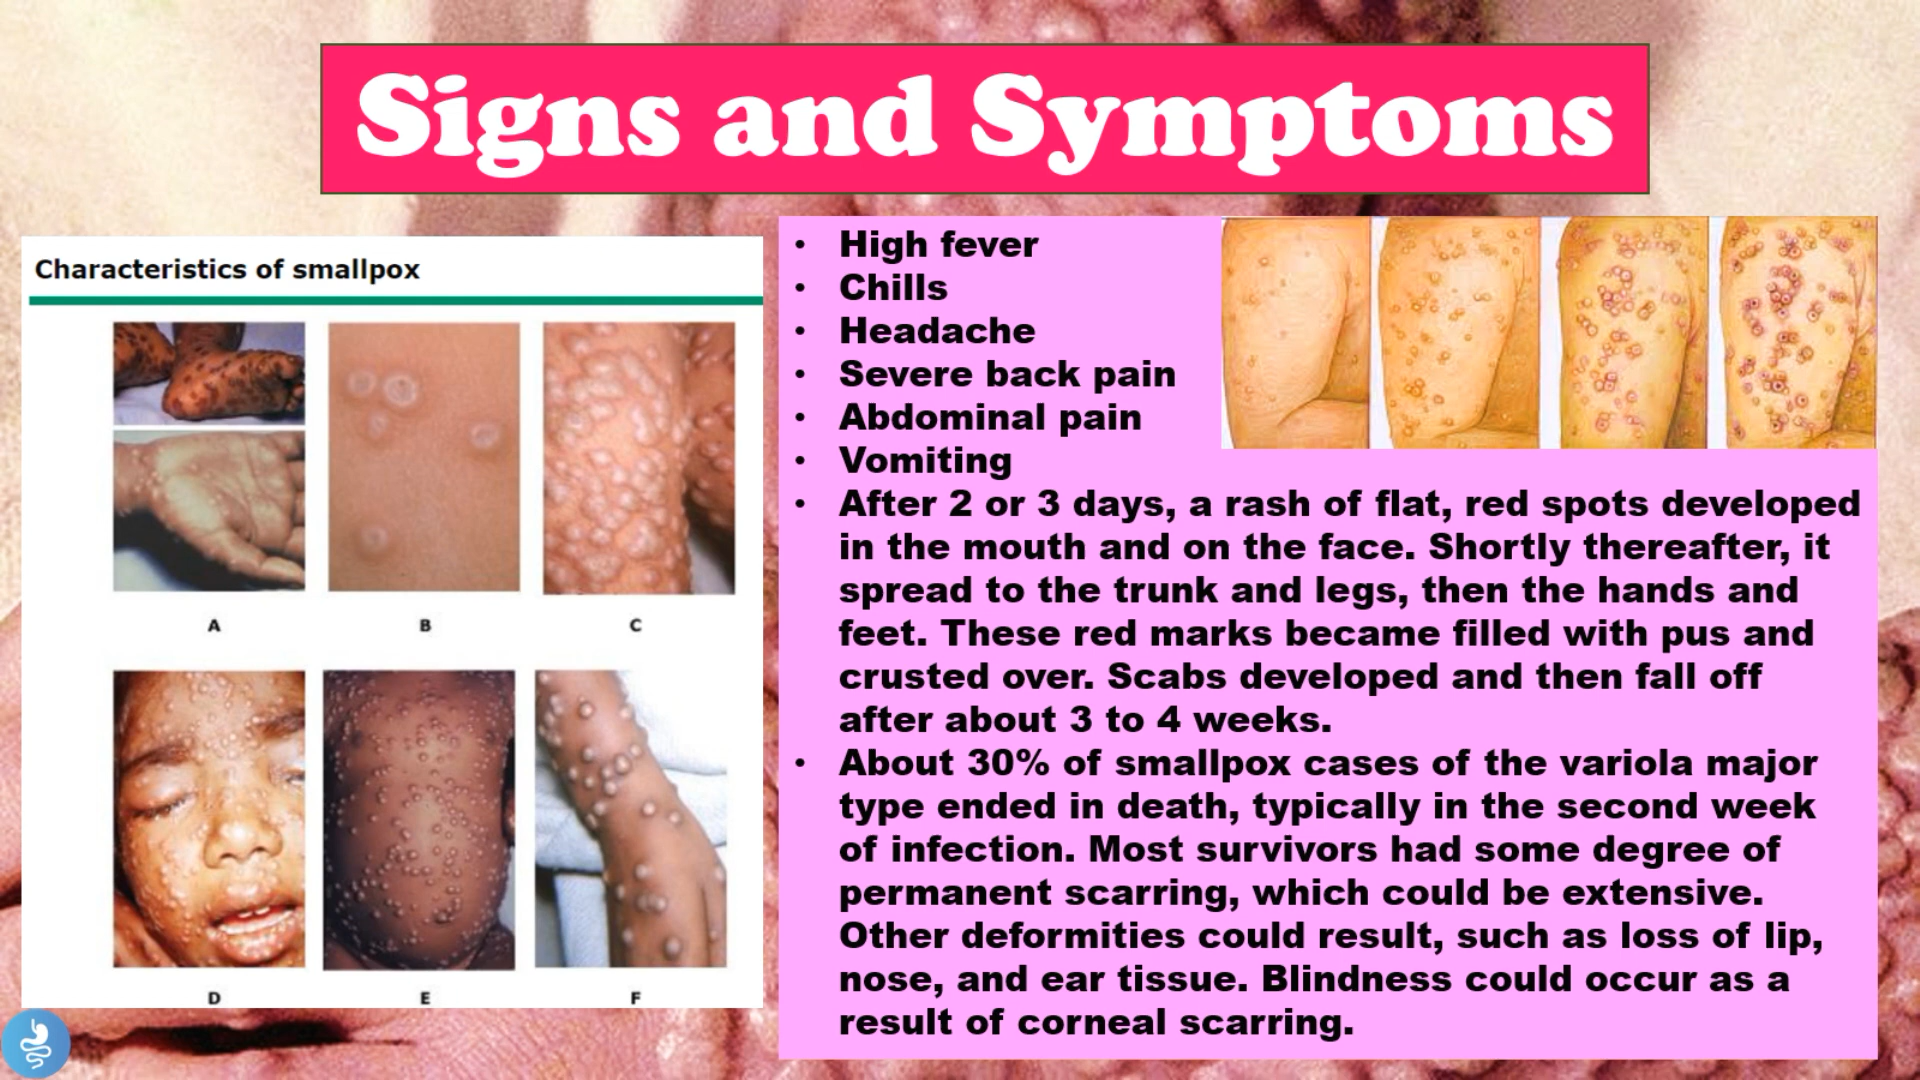 Signs and Symptoms
Characteristics of smallpox
A
B
C
D
E
F
• High fever
• Chills
• Headache
• Severe back pain
• Abdominal pain
• Vomiting
• After 2 or 3 days, a rash of flat, red spots developed
in the mouth and on the face. Shortly thereafter, it
spread to the trunk and legs, then the hands and
feet. These red marks became filled with pus and
crusted over. Scabs developed and then fall off
after about 3 to 4 weeks.
• About 30% of smallpox cases of the variola major
type ended in death, typically in the second week
of infection. Most survivors had some degree of
permanent scarring, which could be extensive.
Other deformities could result, such as loss of lip,
nose, and ear tissue. Blindness could occur as a
result of corneal scarring.